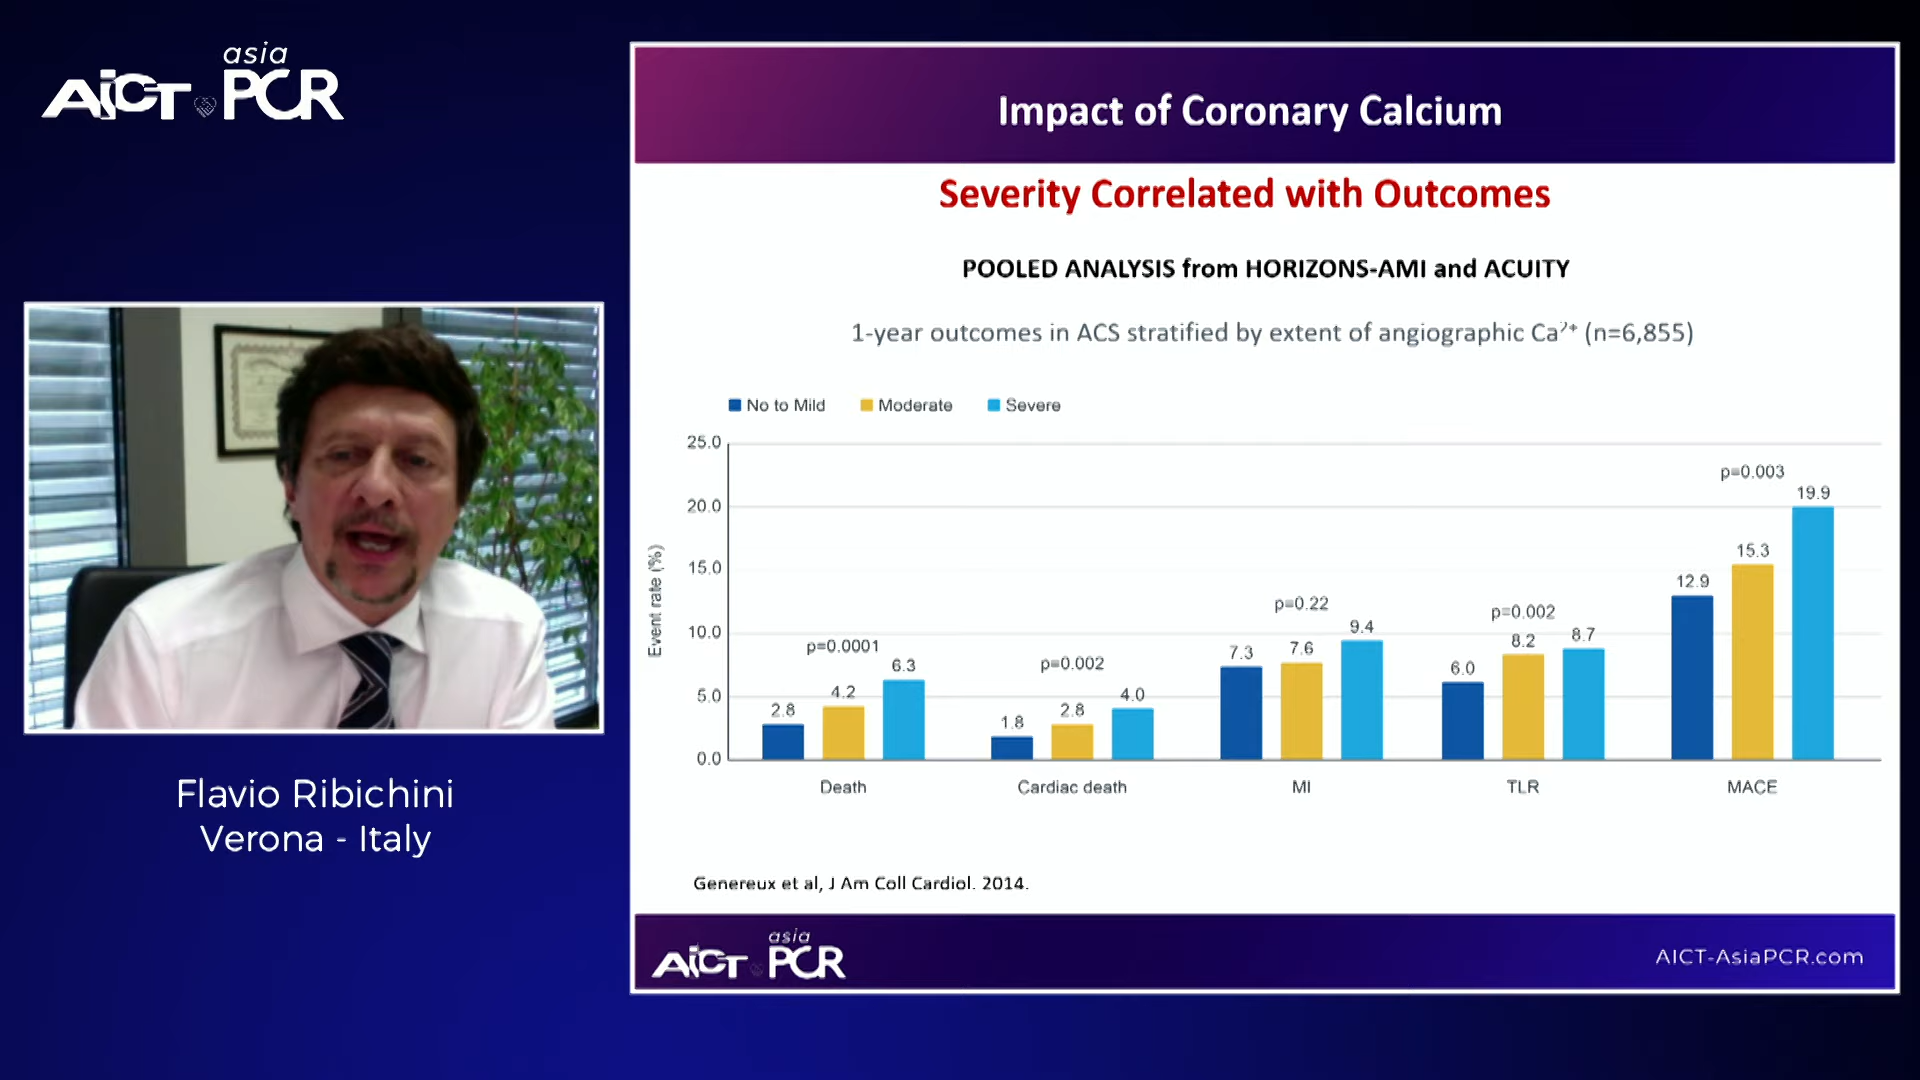 asia
AICT PCR
Flavio Ribichini
Verona - Italy
Impact of Coronary Calcium
Severity Correlated with Outcomes
POOLED ANALYSIS from HORIZONS-AMI and ACUITY
1-year outcomes in ACS stratified by extent of angiographic Ca²⁺ (n=6,855)
No to Mild Moderate Severe
Event rate (%)
25.0
20.0
15.0
10.0
5.0
0.0
p=0.0001
2.8 4.2 6.3
Death
p=0.002
1.8 2.8 4.0
Cardiac death
p=0.22
7.3 7.6 9.4
MI
p=0.002
6.0 8.2 8.7
TLR
p=0.003
12.9 15.3 19.9
MACE
Genereux et al, J Am Coll Cardiol. 2014.
asia
AICT PCR
AICT-AsiaPCR.com